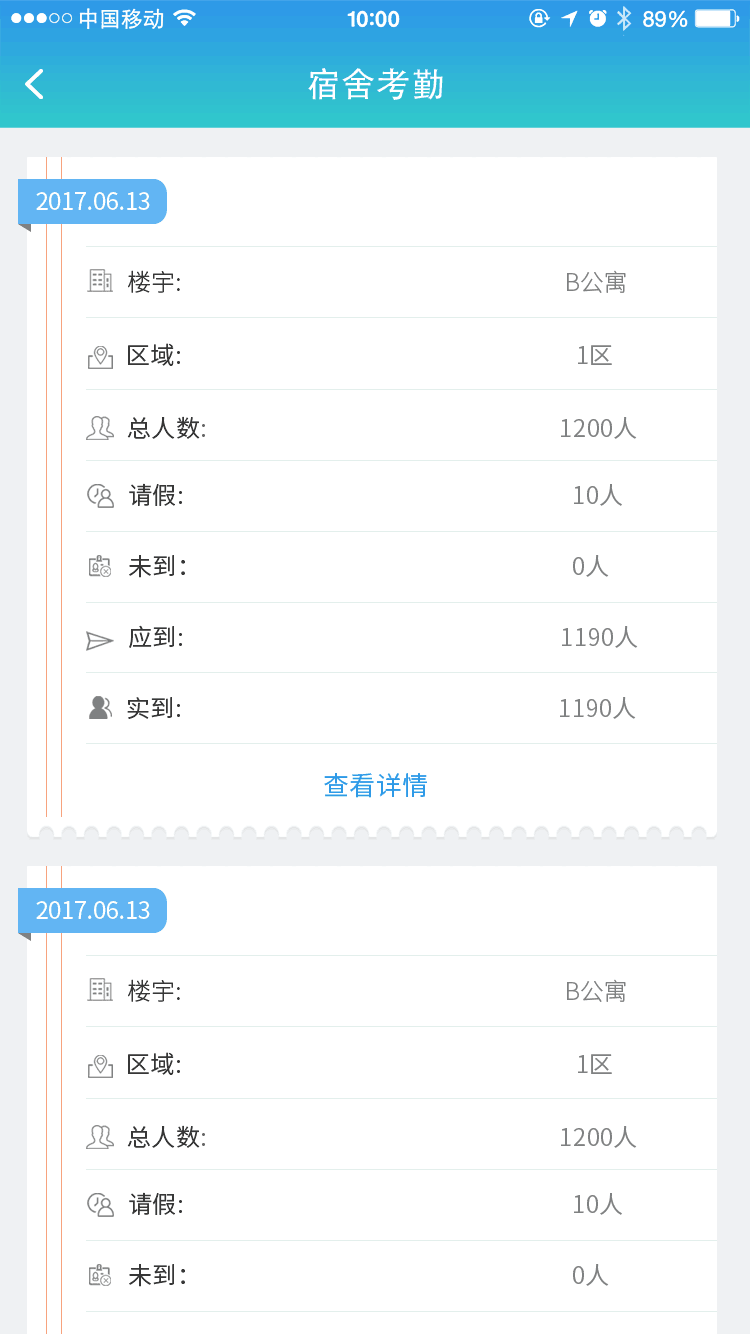 中国移动 10:00 89%
宿舍考勤
2017.06.13
楼宇: B公寓
区域: 1区
总人数: 1200人
请假: 10人
未到： 0人
应到: 1190人
实到: 1190人
查看详情
2017.06.13
楼宇: B公寓
区域: 1区
总人数: 1200人
请假: 10人
未到： 0人